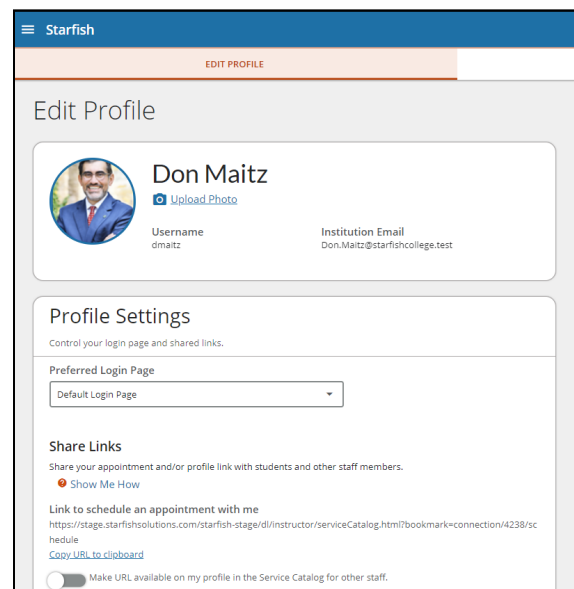 Starfish
EDIT PROFILE
Edit Profile
Don Maitz
Upload Photo
Username
Institution Email
dmaitz
Don.Maitz@starfishcollege.test
Profile Settings
Control your login page and shared links.
Preferred Login Page
Default Login Page
Share Links
Share your appointment and/or profile link with students and other staff members.
Show Me How
Link to schedule an appointment with me
https://stage.starfishsolutions.com/starfish-stage/dl/instructor/serviceCatalog.html?bookmark=connection/4238/sc
hedule
Copy URL to clipboard
Make URL available on my profile in the Service Catalog for other staff.